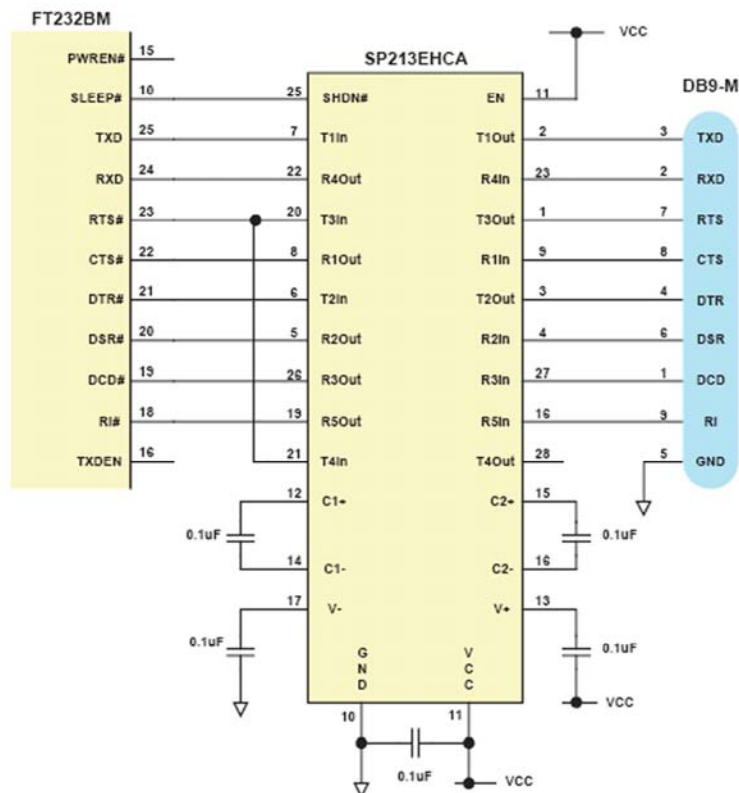 FT232BM
SP213EHCA
DB9-M
VCC
PWREN# 15
SLEEP# 10 25 SHDN# EN 11
TXD 25 7 T1In T1Out 2 3 TXD
RXD 24 22 R4Out R4In 23 2 RXD
RTS# 23 20 T3In T3Out 1 7 RTS
CTS# 22 8 R1Out R1In 9 8 CTS
DTR# 21 6 T2In T2Out 3 4 DTR
DSR# 20 5 R2Out R2In 4 6 DSR
DCD# 19 26 R3Out R3In 27 1 DCD
RI# 18 19 R5Out R5In 16 9 RI
TXDEN 16 21 T4In T4Out 28 5 GND
12 C1+ C2+ 15
0.1uF 0.1uF
14 C1- C2- 16
17 V- V+ 13
0.1uF 0.1uF
GND VCC
VCC
10 11
0.1uF VCC